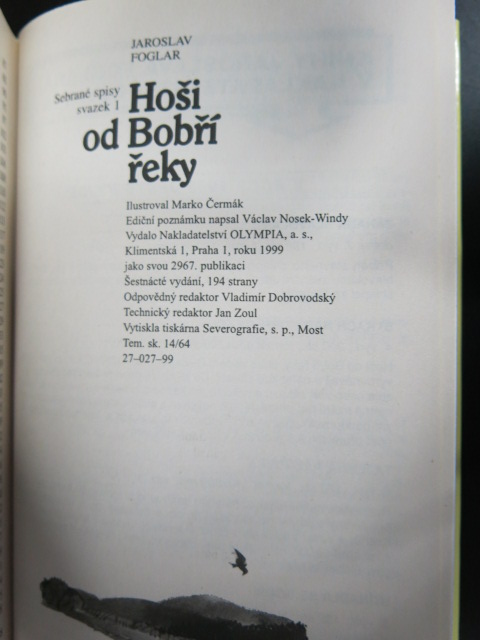 JAROSLAV
FOGLAR
Sebrané spisy
svazek 1
Hoši
od Bobří
řeky
Ilustroval Marko Čermák
Ediční poznámku napsal Václav Nosek-Windy
Vydalo Nakladatelství OLYMPIA, a. s.,
Klimentská 1, Praha 1, roku 1999
jako svou 2967. publikaci
Šestnácté vydání, 194 strany
Odpovědný redaktor Vladimír Dobrovodský
Technický redaktor Jan Zoul
Vytiskla tiskárna Severografie, s. p., Most
Tem. sk. 14/64
27–027–99